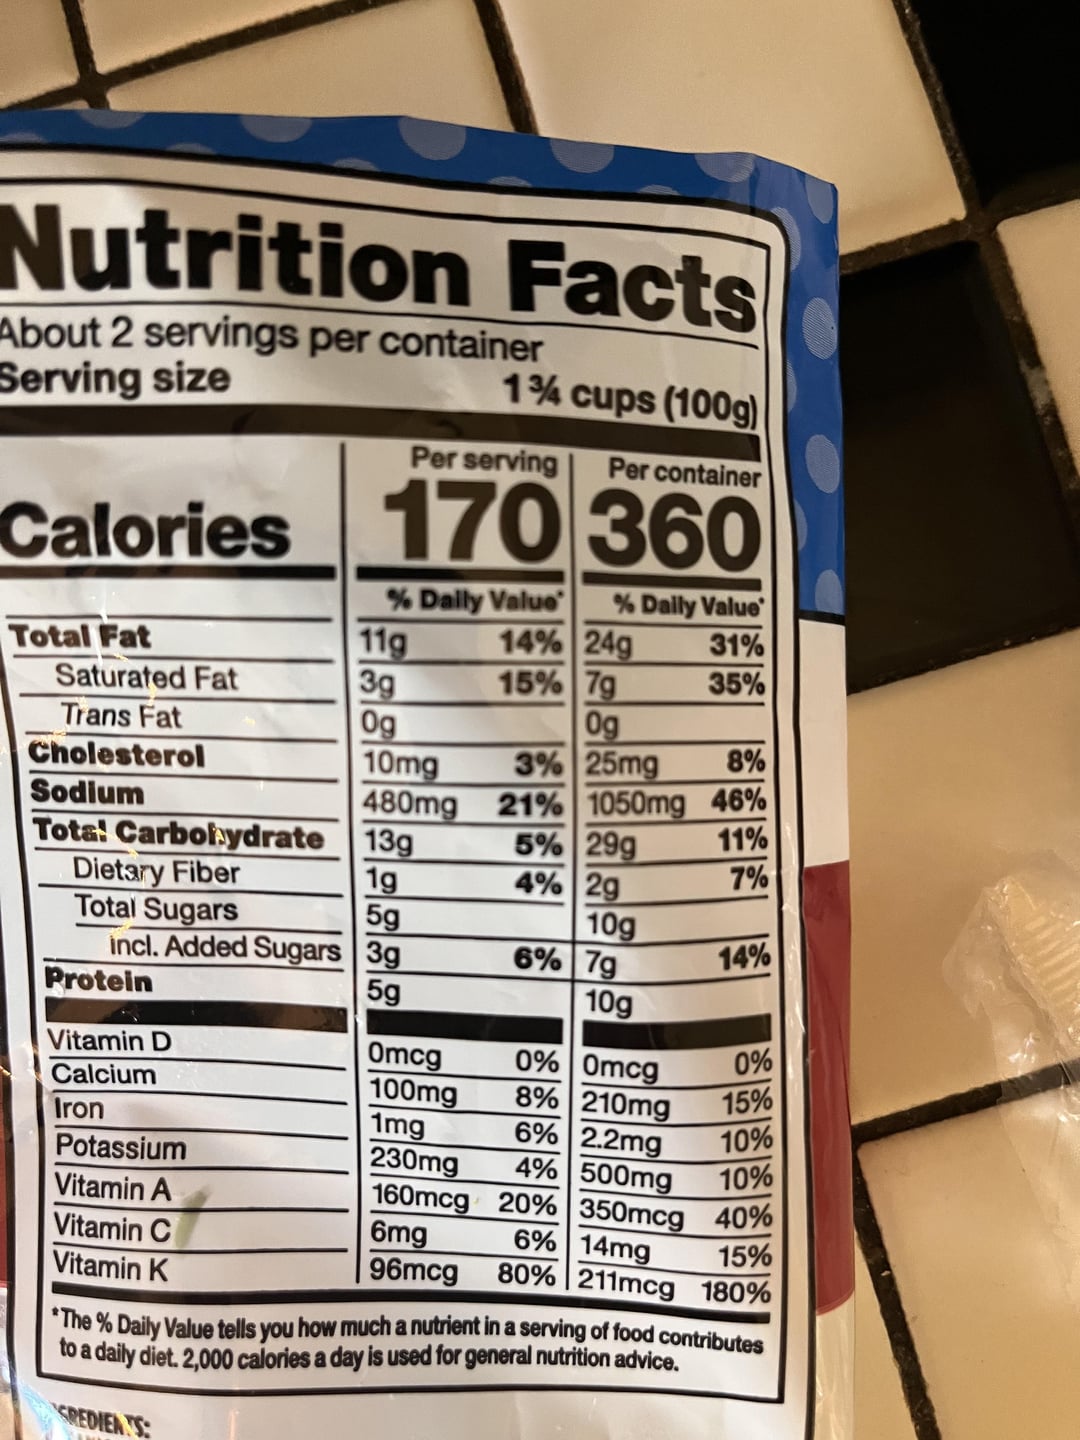 Nutrition Facts
About 2 servings per container
Serving size 1 3/4 cups (100g)
Per serving Per container
Calories 170 360
% Daily Value* % Daily Value*
Total Fat 11g 14% 24g 31%
Saturated Fat 3g 15% 7g 35%
Trans Fat 0g 0g
Cholesterol 10mg 3% 25mg 8%
Sodium 480mg 21% 1050mg 46%
Total Carbohydrate 13g 5% 29g 11%
Dietary Fiber 1g 4% 2g 7%
Total Sugars 5g 10g
Incl. Added Sugars 3g 6% 7g 14%
Protein 5g 10g
Vitamin D 0mcg 0% 0mcg 0%
Calcium 100mg 8% 210mg 15%
Iron 1mg 6% 2.2mg 10%
Potassium 230mg 4% 500mg 10%
Vitamin A 160mcg 20% 350mcg 40%
Vitamin C 6mg 6% 14mg 15%
Vitamin K 96mcg 80% 211mcg 180%
*The % Daily Value tells you how much a nutrient in a serving of food contributes
to a daily diet. 2,000 calories a day is used for general nutrition advice.
GREDIENTS: